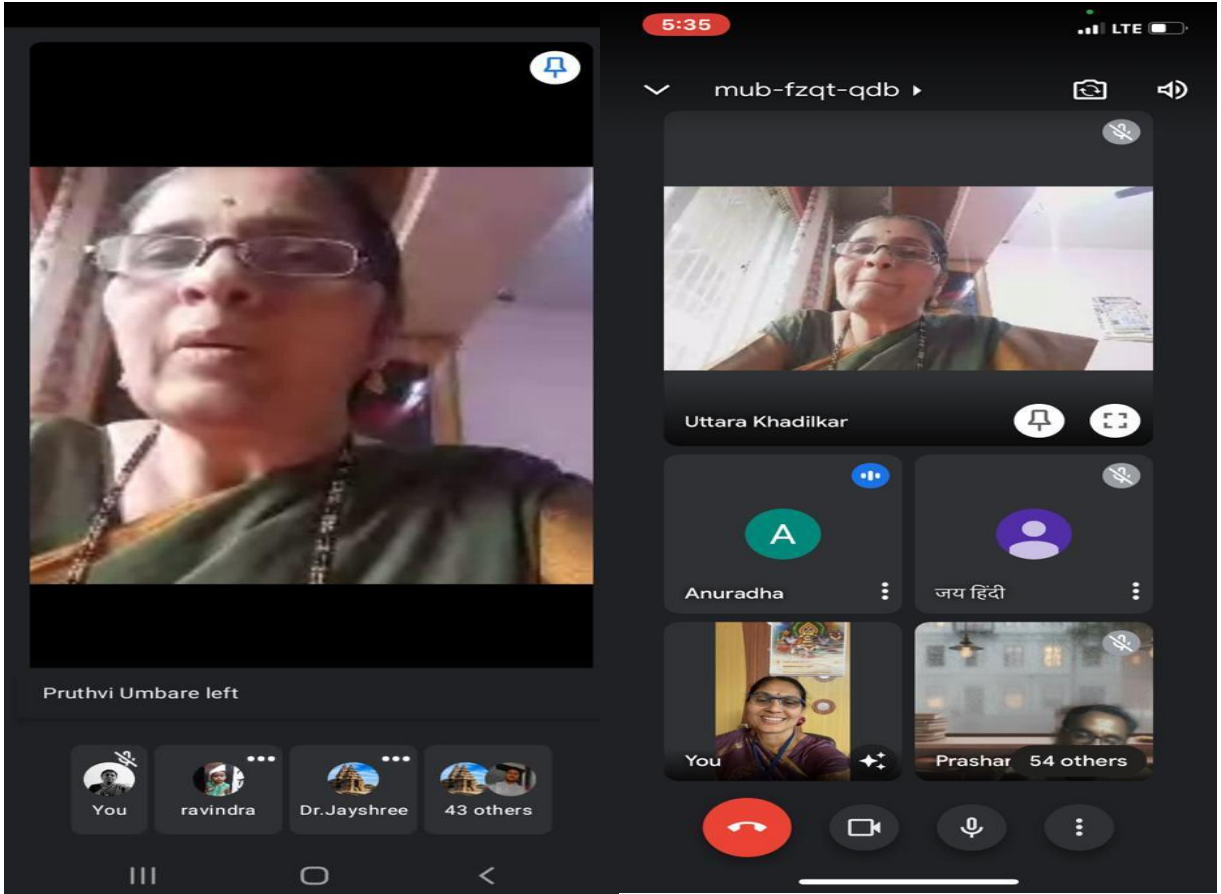 Pruthvi Umbare left
You
ravindra
Dr.Jayshree
43 others
5:35
LTE
mub-fzqt-qdb
Uttara Khadilkar
A
Anuradha
जय हिंदी
You
Prashar
54 others